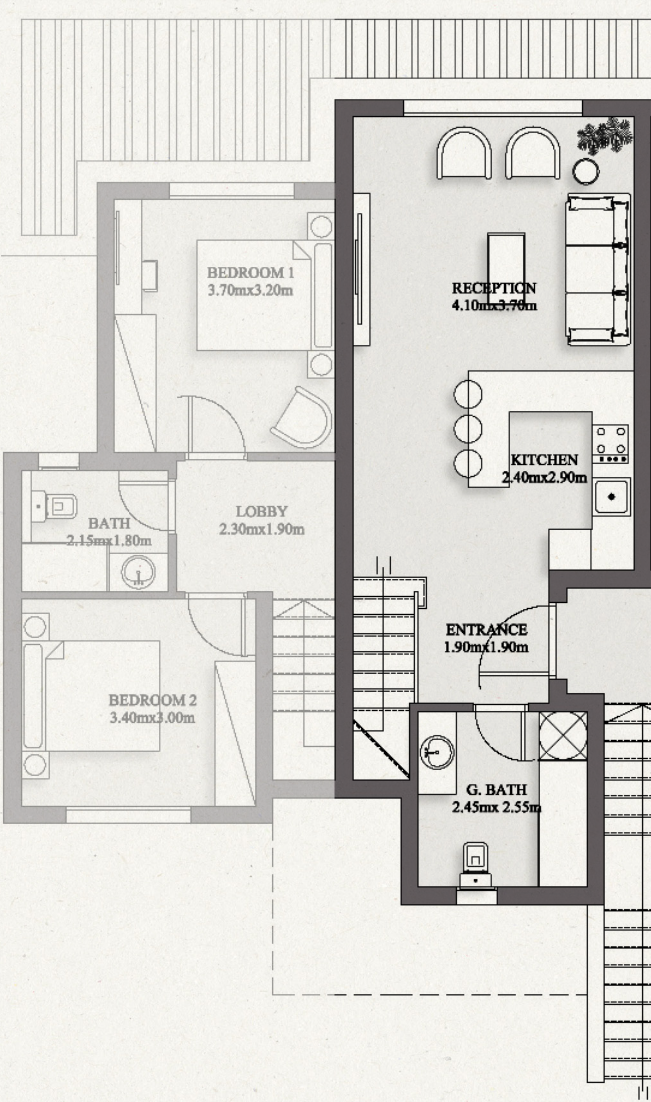 BEDROOM 1
3.70mx3.20m
RECEPTION
4.10mx3.70m
KITCHEN
2.40mx2.90m
BATH
2.15mx1.80m
LOBBY
2.30mx1.90m
ENTRANCE
1.90mx1.90m
BEDROOM 2
3.40mx3.00m
G. BATH
2.45mx 2.55m